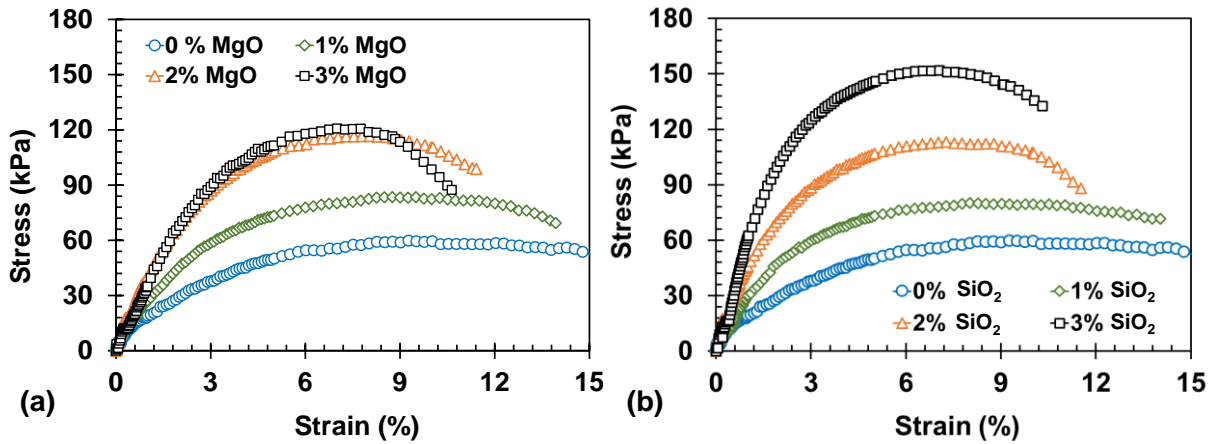 180
150
120
90
60
30
0
Stress (kPa)
0 % MgO
1% MgO
2% MgO
3% MgO
0
3
6
9
12
15
Strain (%)
(a)
180
150
120
90
60
30
0
Stress (kPa)
0% SiO₂
1% SiO₂
2% SiO₂
3% SiO₂
0
3
6
9
12
15
Strain (%)
(b)